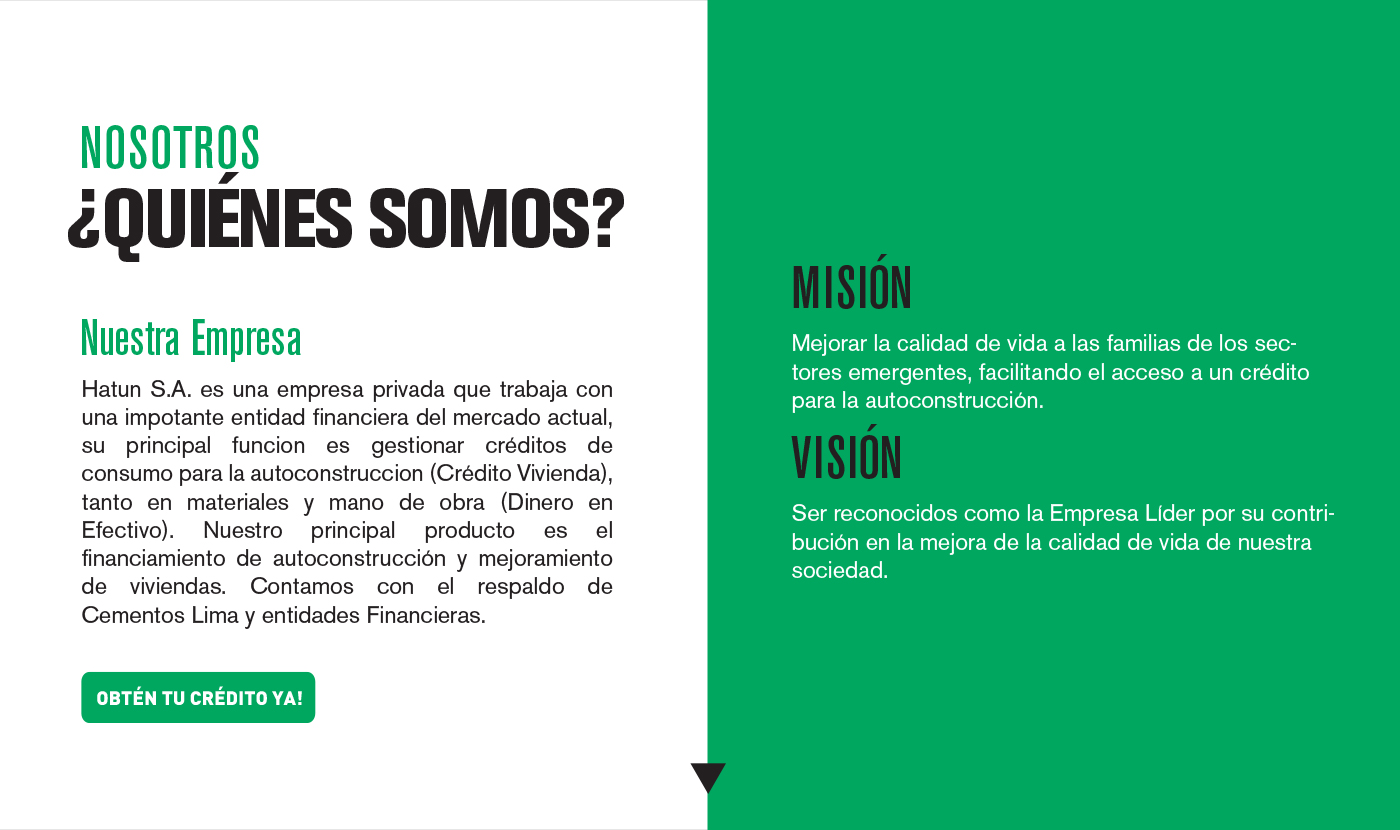 NOSOTROS
¿QUIÉNES SOMOS?
Nuestra Empresa
Hatun S.A. es una empresa privada que trabaja con
una impotante entidad financiera del mercado actual,
su principal funcion es gestionar créditos de
consumo para la autoconstruccion (Crédito Vivienda),
tanto en materiales y mano de obra (Dinero en
Efectivo). Nuestro principal producto es el
financiamiento de autoconstrucción y mejoramiento
de viviendas. Contamos con el respaldo de
Cementos Lima y entidades Financieras.
OBTÉN TU CRÉDITO YA!
MISIÓN
Mejorar la calidad de vida a las familias de los sec-
tores emergentes, facilitando el acceso a un crédito
para la autoconstrucción.
VISIÓN
Ser reconocidos como la Empresa Líder por su contri-
bución en la mejora de la calidad de vida de nuestra
sociedad.